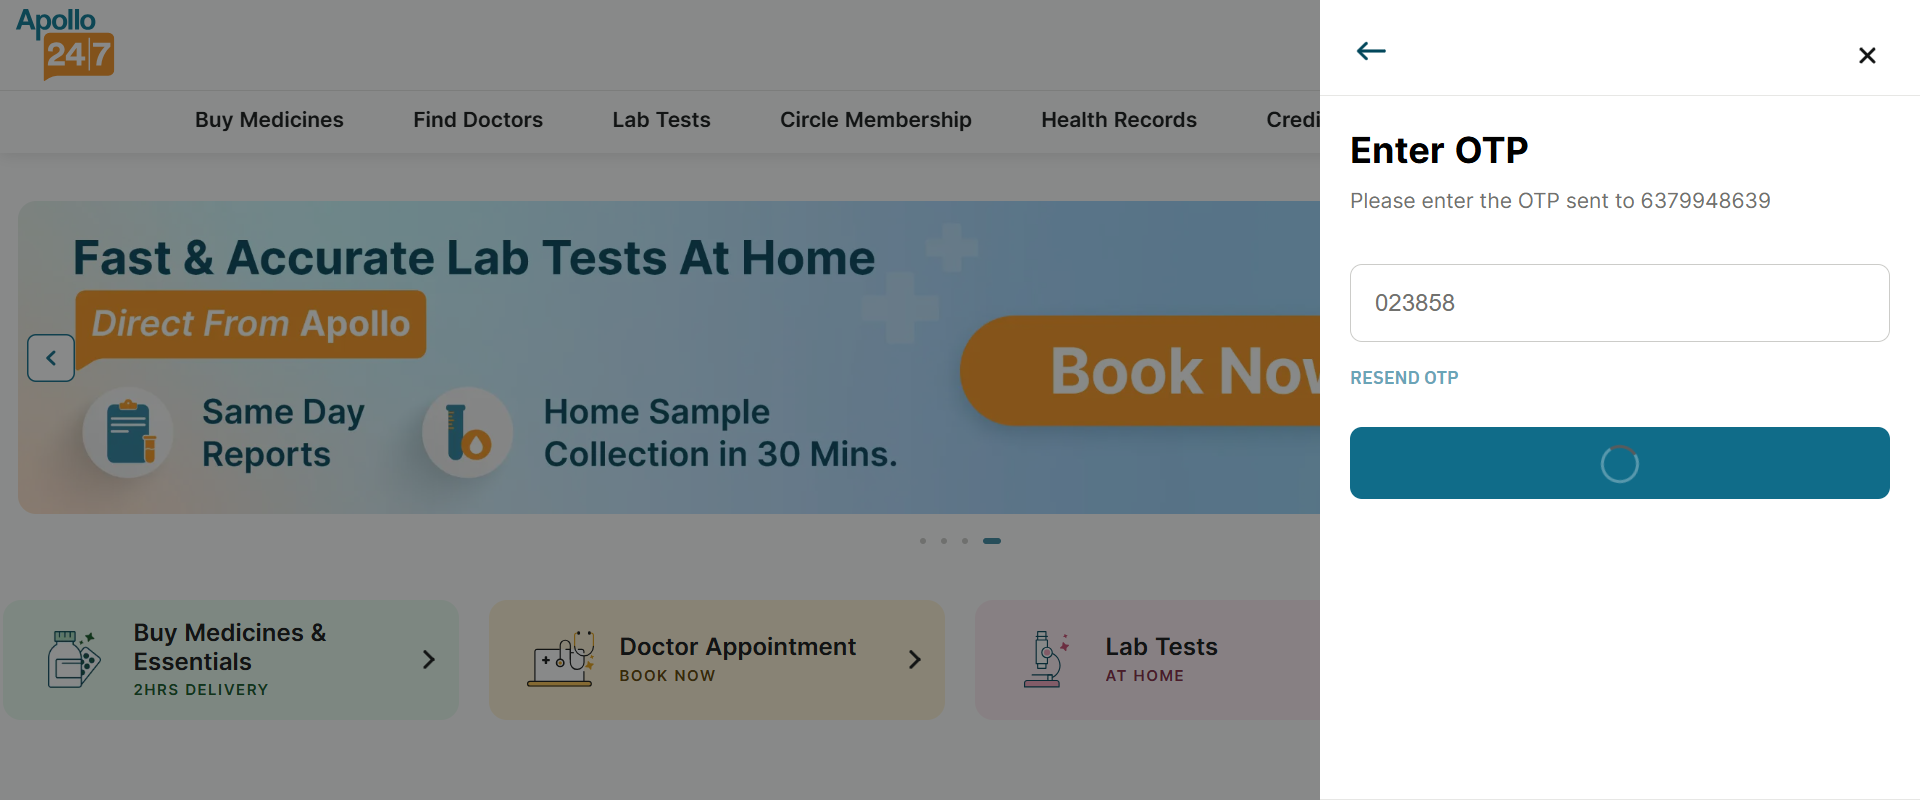 Apollo
24|7
Buy Medicines
Find Doctors
Lab Tests
Circle Membership
Health Records
Credi
Fast & Accurate Lab Tests At Home
Direct From Apollo
Same Day
Reports
Home Sample
Collection in 30 Mins.
Book Now
Buy Medicines &
Essentials
2HRS DELIVERY
Doctor Appointment
BOOK NOW
Lab Tests
AT HOME
Enter OTP
Please enter the OTP sent to 6379948639
023858
RESEND OTP